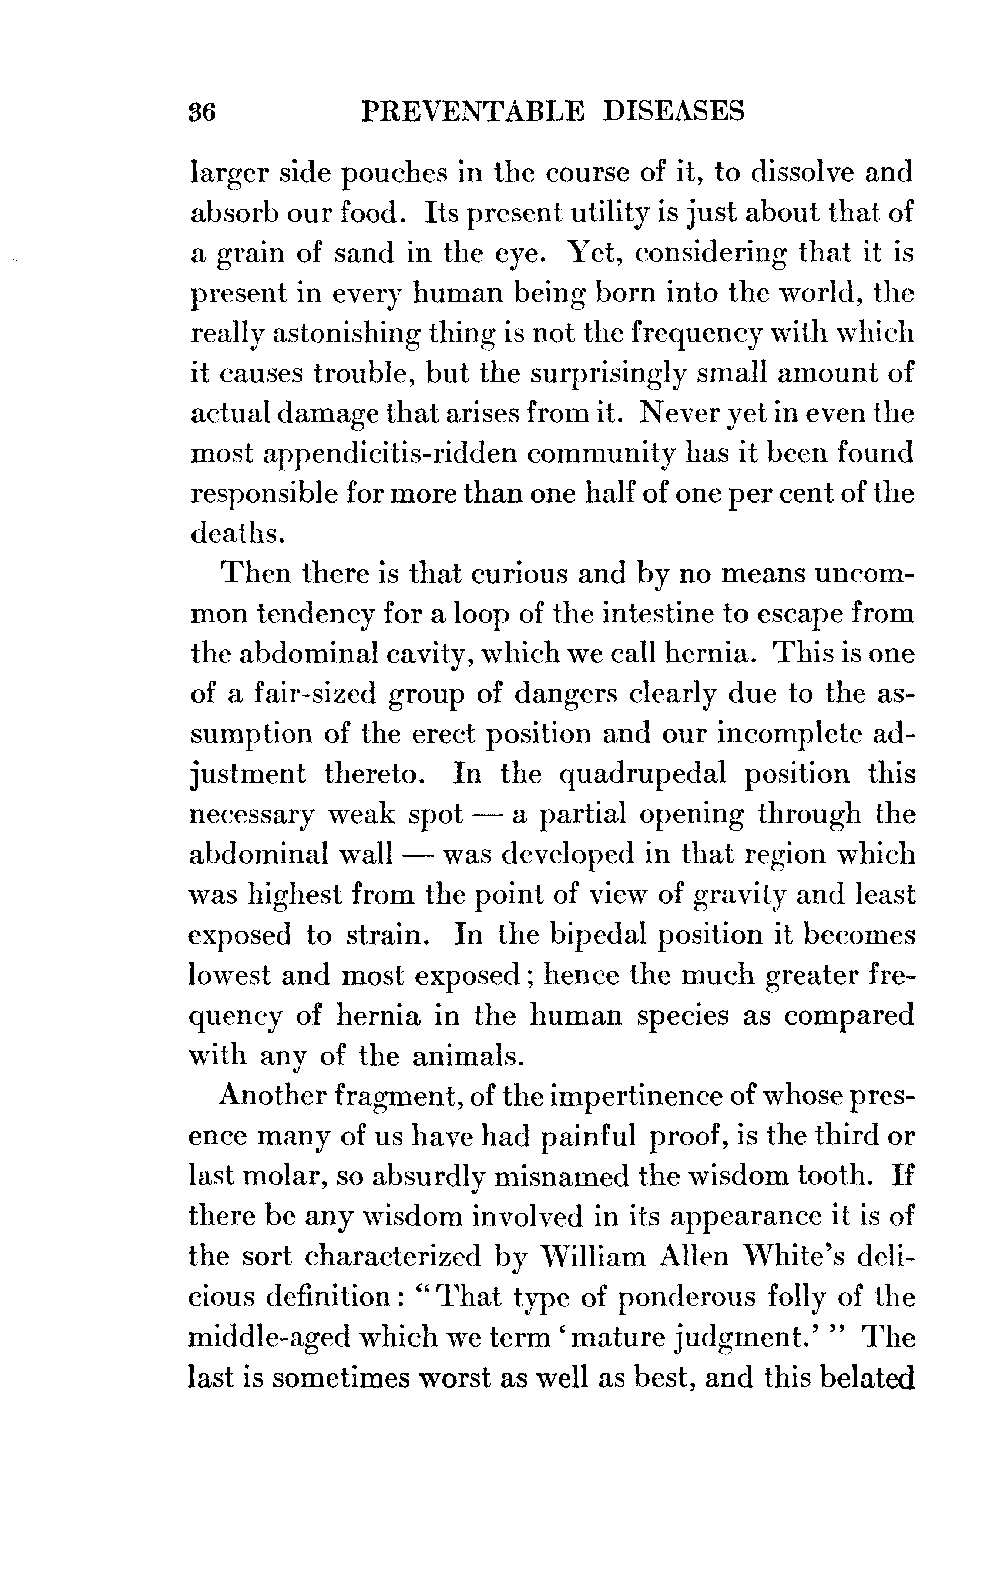 36 PREVENTABLE DISEASES
larger side pouches in the course of it, to dissolve and
absorb our food. Its present utility is just about that of
a grain of sand in the eye. Yet, considering that it is
present in every human being born into the world, the
really astonishing thing is not the frequency with which
it causes trouble, but the surprisingly small amount of
actual damage that arises from it. Never yet in even the
most appendicitis-ridden community has it been found
responsible for more than one half of one per cent of the
deaths.
Then there is that curious and by no means uncom-
mon tendency for a loop of the intestine to escape from
the abdominal cavity, which we call hernia. This is one
of a fair-sized group of dangers clearly due to the as-
sumption of the erect position and our incomplete ad-
justment thereto. In the quadrupedal position this
necessary weak spot — a partial opening through the
abdominal wall — was developed in that region which
was highest from the point of view of gravity and least
exposed to strain. In the bipedal position it becomes
lowest and most exposed; hence the much greater fre-
quency of hernia in the human species as compared
with any of the animals.
Another fragment, of the impertinence of whose pres-
ence many of us have had painful proof, is the third or
last molar, so absurdly misnamed the wisdom tooth. If
there be any wisdom involved in its appearance it is of
the sort characterized by William Allen White's deli-
cious definition: "That type of ponderous folly of the
middle-aged which we term 'mature judgment.' " The
last is sometimes worst as well as best, and this belated